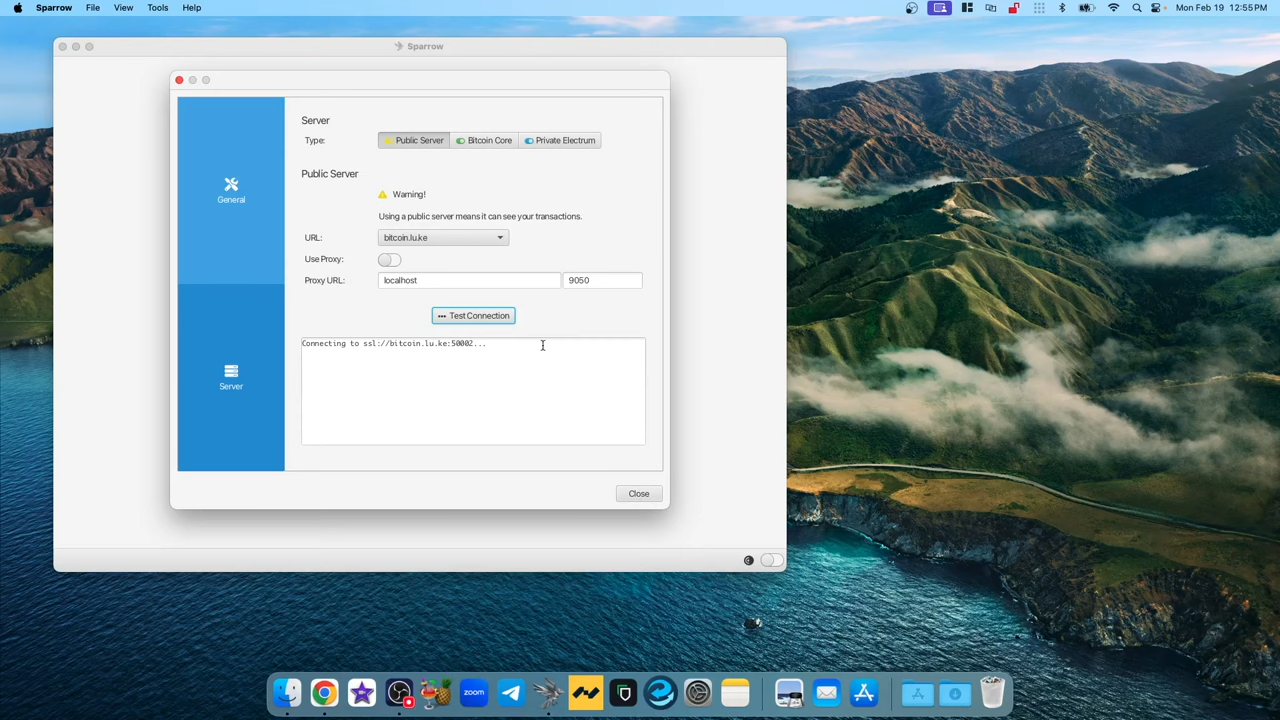 Sparrow File View Tools Help
Mon Feb 19 12:55 PM
Sparrow
General
Server
Server
Type: Public Server Bitcoin Core Private Electrum
Public Server
Warning!
Using a public server means it can see your transactions.
URL: bitcoin.lu.ke
Use Proxy:
Proxy URL: localhost 9050
Test Connection
Connecting to ssl://bitcoin.lu.ke:50002...
Close
zoom